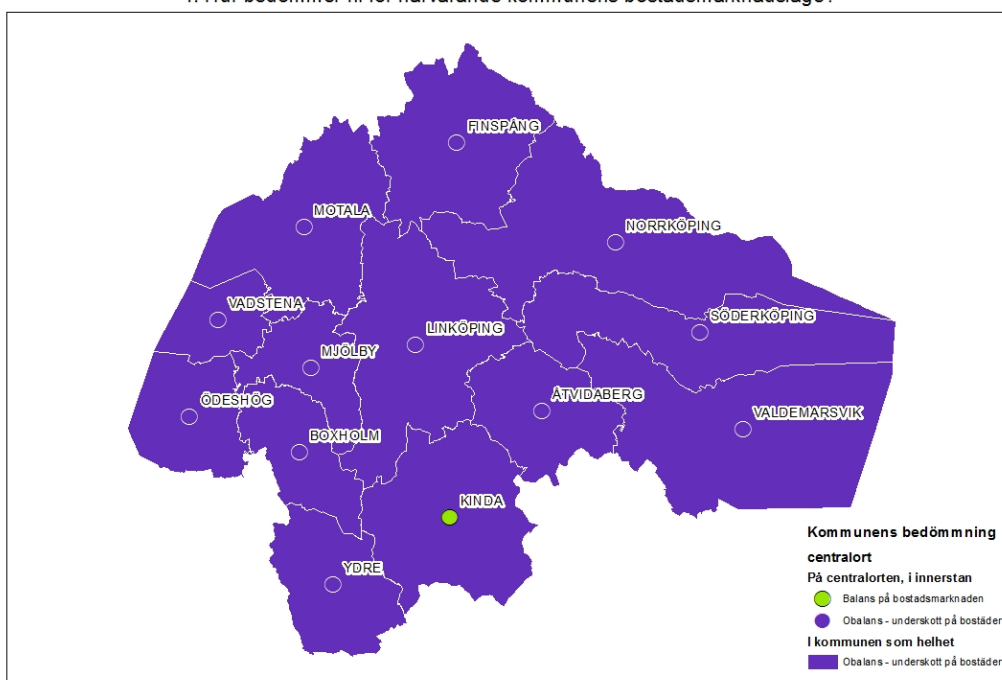 FINSPÅNG
MOTALA
NORRKÖPING
VADSTENA
SÖDERKÖPING
LINKÖPING
MJÖLBY
ÅTVIDABERG
ÖDESHÖG
VALDEMARSVIK
BOXHOLM
KINDA
YDRE
Kommunens bedömmning
centralort
På centralorten, i innerstan
Balans på bostadsmarknaden
Obalans - underskott på bostäder
I kommunen som helhet
Obalans - underskott på bostäder